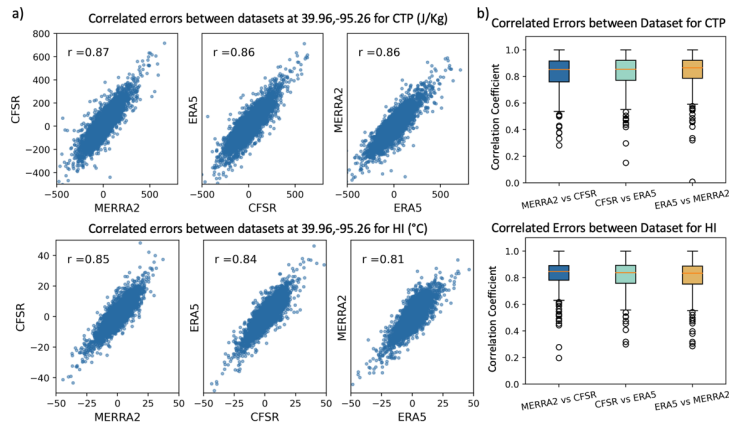 a)
Correlated errors between datasets at 39.96,-95.26 for CTP (J/Kg)
800
600
400
200
0
−200
−400
CFSR
r =0.87
−500
0
500
MERRA2
ERA5
r =0.86
−500
0
500
CFSR
MERRA2
r =0.86
−500
0
500
ERA5
Correlated errors between datasets at 39.96,-95.26 for HI (°C)
40
20
0
−20
−40
CFSR
r =0.85
−50
−25
0
25
50
MERRA2
ERA5
r =0.84
−50
−25
0
25
50
CFSR
MERRA2
r =0.81
−50
−25
0
25
50
ERA5
b)
Correlated Errors between Dataset for CTP
Correlation Coefficient
1.0
0.8
0.6
0.4
0.2
0.0
MERRA2 vs CFSR
CFSR vs ERA5
ERA5 vs MERRA2
Correlated Errors between Dataset for HI
Correlation Coefficient
1.0
0.8
0.6
0.4
0.2
0.0
MERRA2 vs CFSR
CFSR vs ERA5
ERA5 vs MERRA2